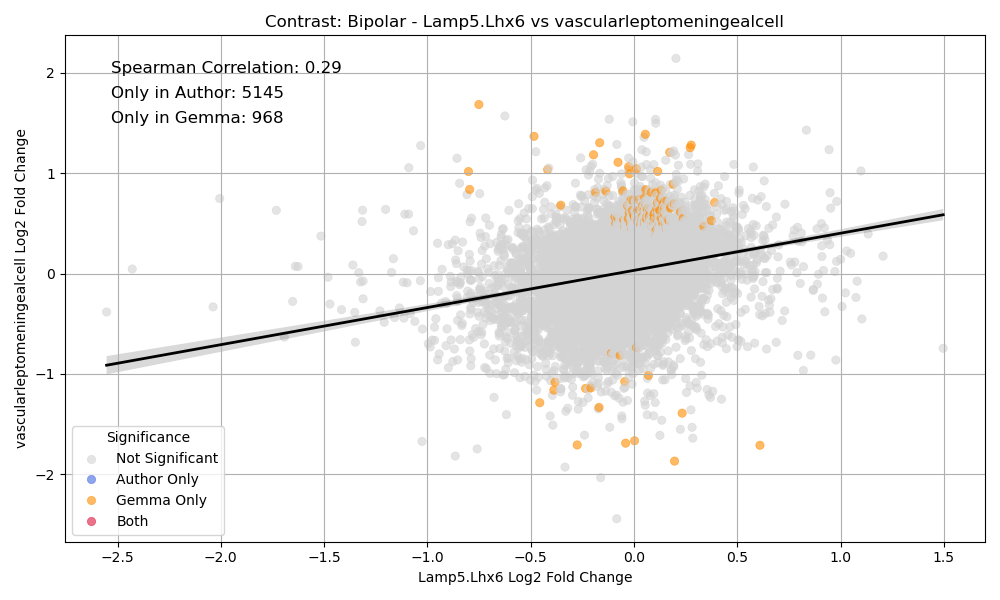 Contrast: Bipolar - Lamp5.Lhx6 vs vascularleptomeningealcell
Spearman Correlation: 0.29
Only in Author: 5145
Only in Gemma: 968
vascularleptomeningealcell Log2 Fold Change
2
1
0
−1
−2
Significance
Not Significant
Author Only
Gemma Only
Both
−2.5 −2.0 −1.5 −1.0 −0.5 0.0 0.5 1.0 1.5
Lamp5.Lhx6 Log2 Fold Change